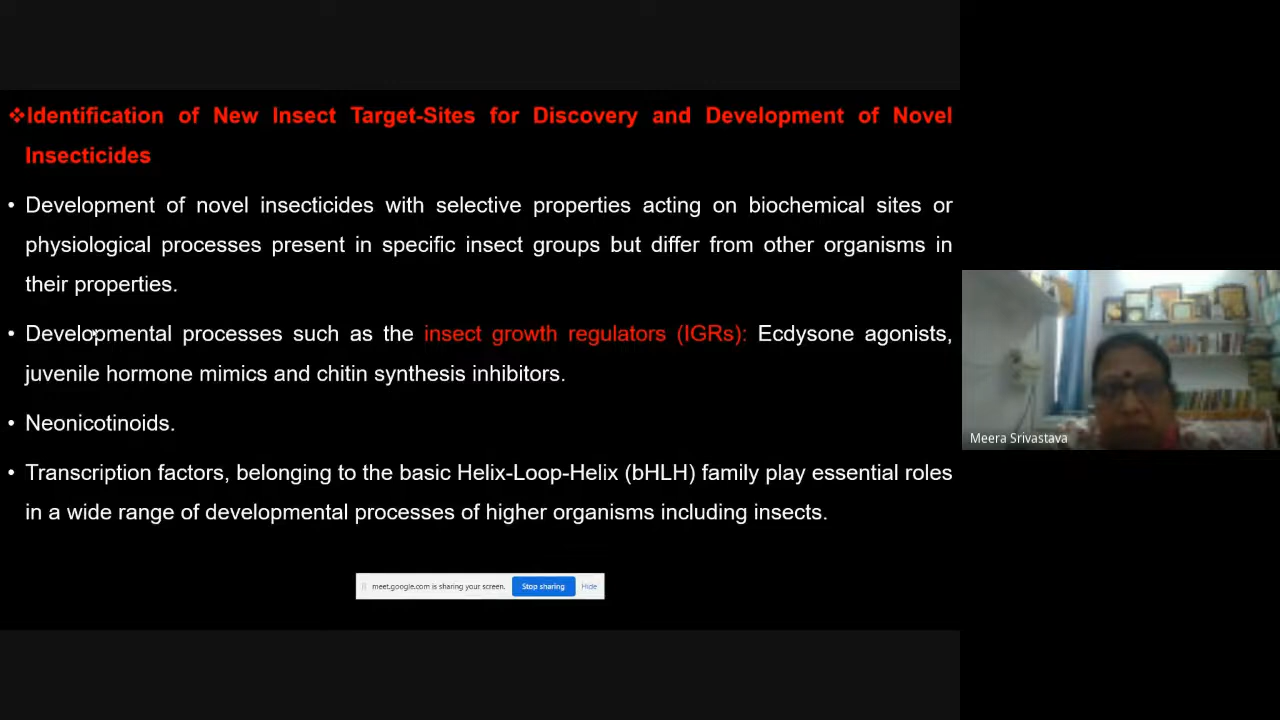 ❖Identification of New Insect Target-Sites for Discovery and Development of Novel
Insecticides
• Development of novel insecticides with selective properties acting on biochemical sites or
physiological processes present in specific insect groups but differ from other organisms in
their properties.
• Developmental processes such as the insect growth regulators (IGRs): Ecdysone agonists,
juvenile hormone mimics and chitin synthesis inhibitors.
• Neonicotinoids.
• Transcription factors, belonging to the basic Helix-Loop-Helix (bHLH) family play essential roles
in a wide range of developmental processes of higher organisms including insects.
meet.google.com is sharing your screen. Stop sharing Hide
Meera Srivastava